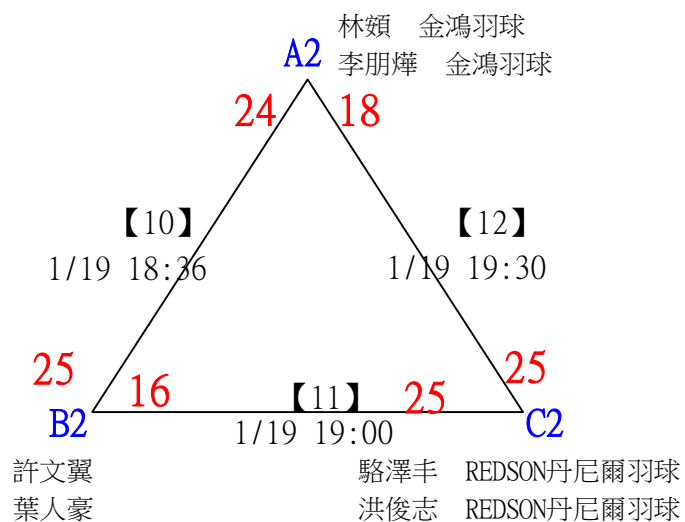 林頞 金鴻羽球
A2 李朋燁 金鴻羽球
24 18
【10】 【12】
1/19 18:36 1/19 19:30
25 25
16 【11】 25
B2 C2
1/19 19:00
許文翼 駱澤丰 REDSON丹尼爾羽球
葉人豪 洪俊志 REDSON丹尼爾羽球